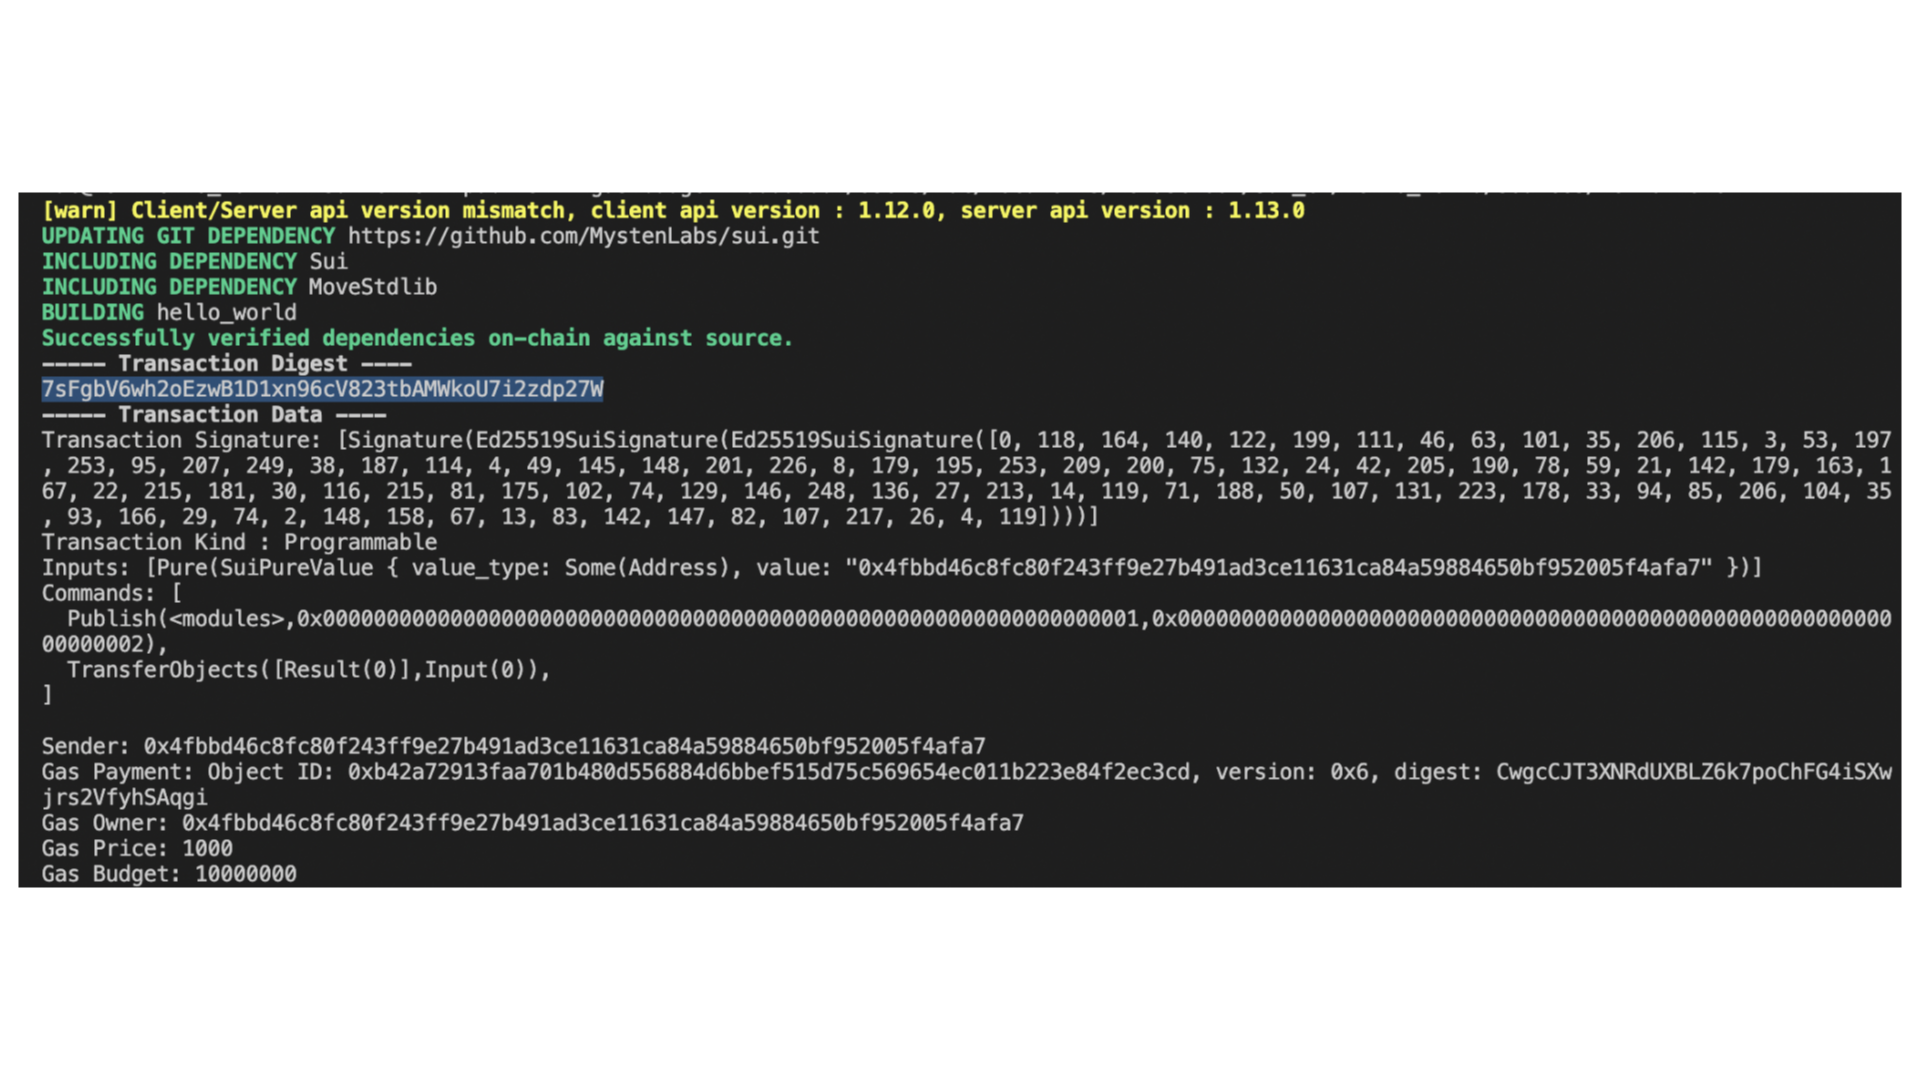 [warn] Client/Server api version mismatch, client api version : 1.12.0, server api version : 1.13.0
UPDATING GIT DEPENDENCY https://github.com/MystenLabs/sui.git
INCLUDING DEPENDENCY Sui
INCLUDING DEPENDENCY MoveStdlib
BUILDING hello_world
Successfully verified dependencies on-chain against source.
----- Transaction Digest ----
7sFgbV6wh2oEzwB1D1xn96cV823tbAMWkoU7i2zdp27W
----- Transaction Data ----
Transaction Signature: [Signature(Ed25519SuiSignature(Ed25519SuiSignature([0, 118, 164, 140, 122, 199, 111, 46, 63, 101, 35, 206, 115, 3, 53, 197
, 253, 95, 207, 249, 38, 187, 114, 4, 49, 145, 148, 201, 226, 8, 179, 195, 253, 209, 200, 75, 132, 24, 42, 205, 190, 78, 59, 21, 142, 179, 163, 1
67, 22, 215, 181, 30, 116, 215, 81, 175, 102, 74, 129, 146, 248, 136, 27, 213, 14, 119, 71, 188, 50, 107, 131, 223, 178, 33, 94, 85, 206, 104, 35
, 93, 166, 29, 74, 2, 148, 158, 67, 13, 83, 142, 147, 82, 107, 217, 26, 4, 119]))))]
Transaction Kind : Programmable
Inputs: [Pure(SuiPureValue { value_type: Some(Address), value: "0x4fbbd46c8fc80f243ff9e27b491ad3ce11631ca84a59884650bf952005f4afa7" })]
Commands: [
  Publish(<modules>,0x0000000000000000000000000000000000000000000000000000000000000001,0x00000000000000000000000000000000000000000000000000000000
00000002),
  TransferObjects([Result(0)],Input(0)),
]
Sender: 0x4fbbd46c8fc80f243ff9e27b491ad3ce11631ca84a59884650bf952005f4afa7
Gas Payment: Object ID: 0xb42a72913faa701b480d556884d6bbef515d75c569654ec011b223e84f2ec3cd, version: 0x6, digest: CwgcCJT3XNRdUXBLZ6k7poChFG4iSXw
jrs2VfyhSAqgi
Gas Owner: 0x4fbbd46c8fc80f243ff9e27b491ad3ce11631ca84a59884650bf952005f4afa7
Gas Price: 1000
Gas Budget: 10000000